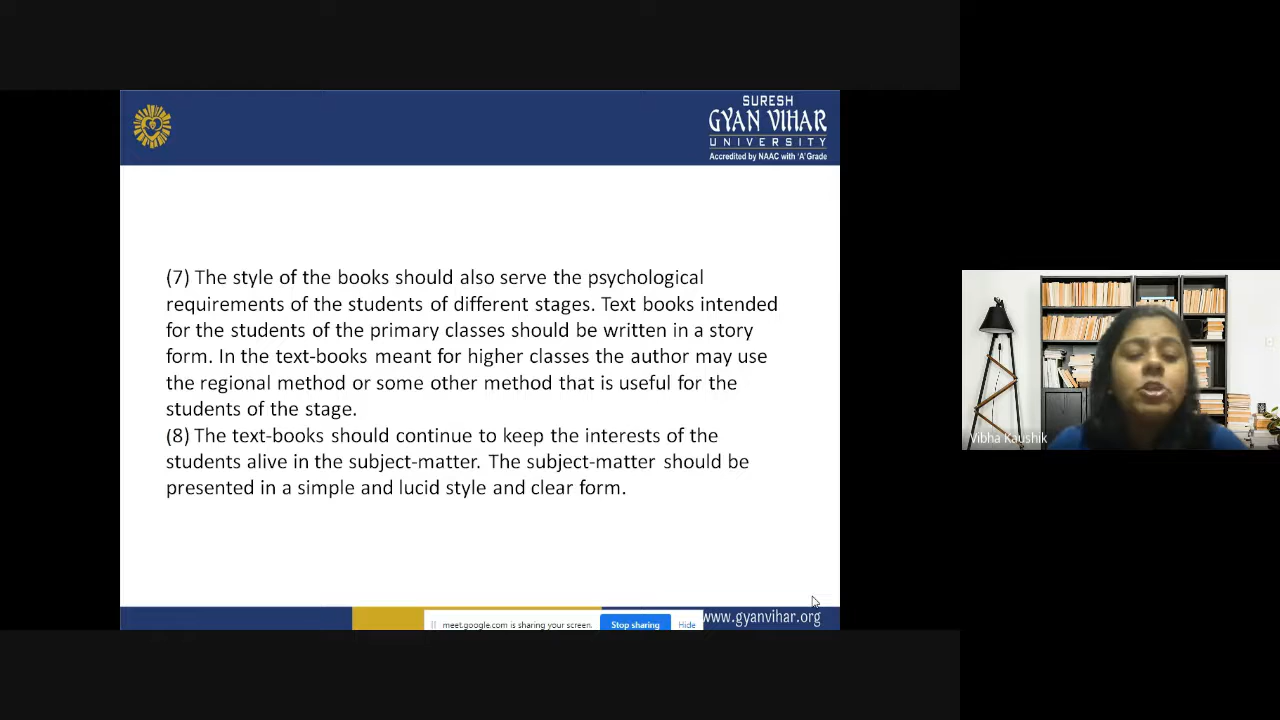 SURESH
GYAN VIHAR
UNIVERSITY
Accredited by NAAC with 'A' Grade
(7) The style of the books should also serve the psychological
requirements of the students of different stages. Text books intended
for the students of the primary classes should be written in a story
form. In the text-books meant for higher classes the author may use
the regional method or some other method that is useful for the
students of the stage.
(8) The text-books should continue to keep the interests of the
students alive in the subject-matter. The subject-matter should be
presented in a simple and lucid style and clear form.
Vibha Kaushik
meet.google.com is sharing your screen.
Stop sharing
Hide
www.gyanvihar.org